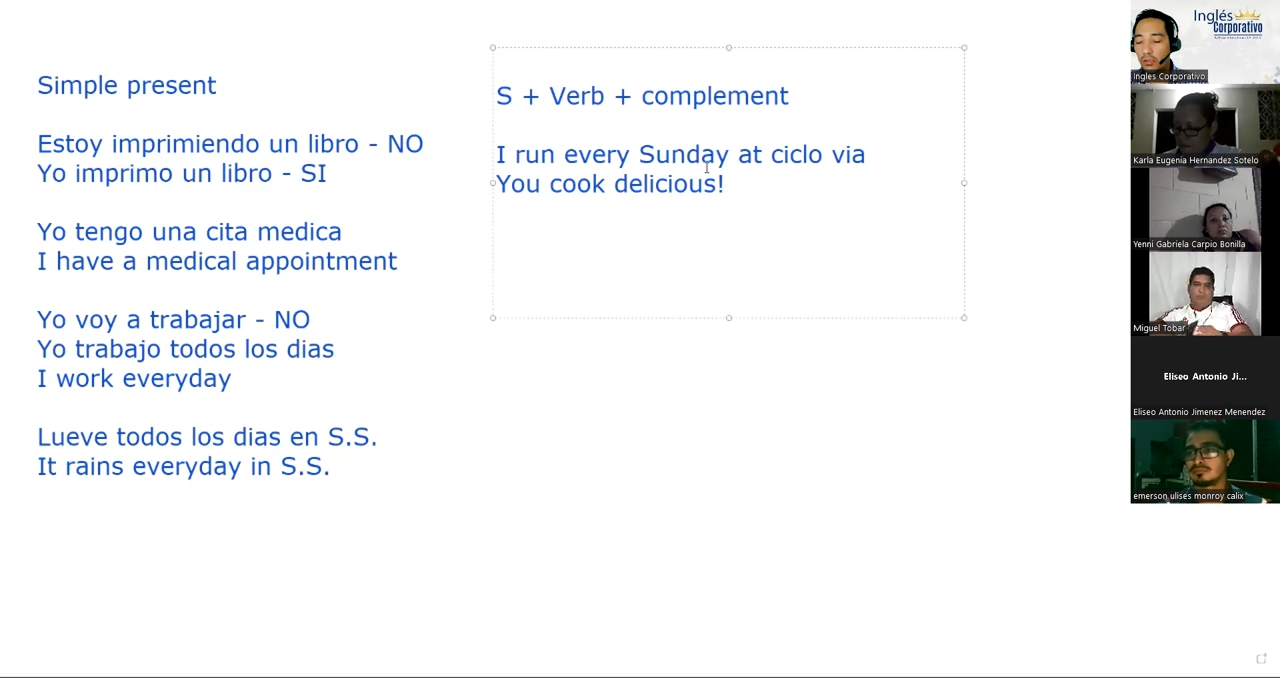 Simple present
Estoy imprimiendo un libro - NO
Yo imprimo un libro - SI
Yo tengo una cita medica
I have a medical appointment
Yo voy a trabajar - NO
Yo trabajo todos los dias
I work everyday
Lueve todos los dias en S.S.
It rains everyday in S.S.
S + Verb + complement
I run every Sunday at ciclo via
You cook delicious!
Inglés
Corporativo
Ingles Corporativo
Karla Eugenia Hernandez Sotelo
Yenni Gabriela Carpio Bonilla
Miguel Tobar
Eliseo Antonio Ji...
Eliseo Antonio Jimenez Menendez
emerson ulises monroy calix